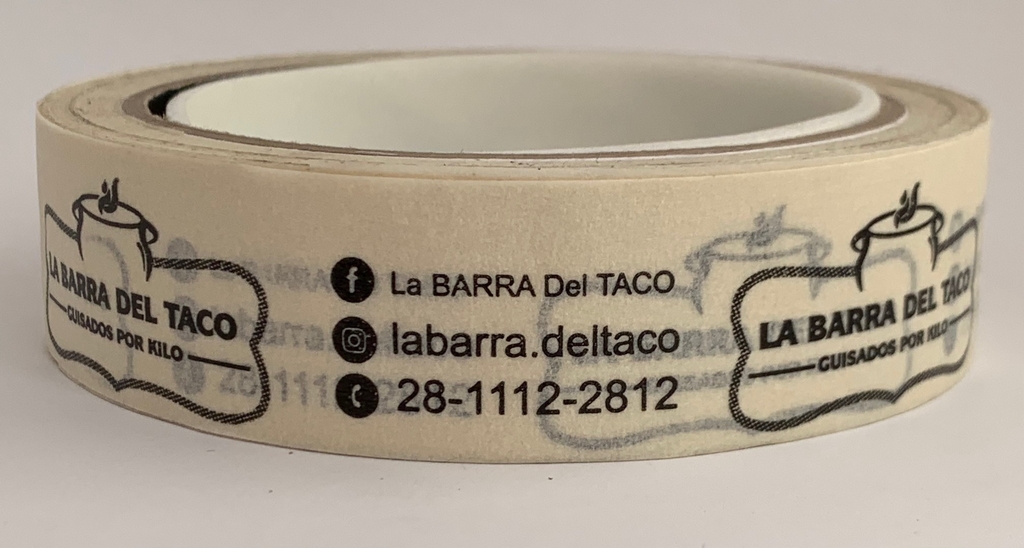 LA BARRA DEL TACO
GUISADOS POR KILO
La BARRA Del TACO
labarra.deltaco
28-1112-2812
LA BARRA DEL TACO
GUISADOS POR KILO